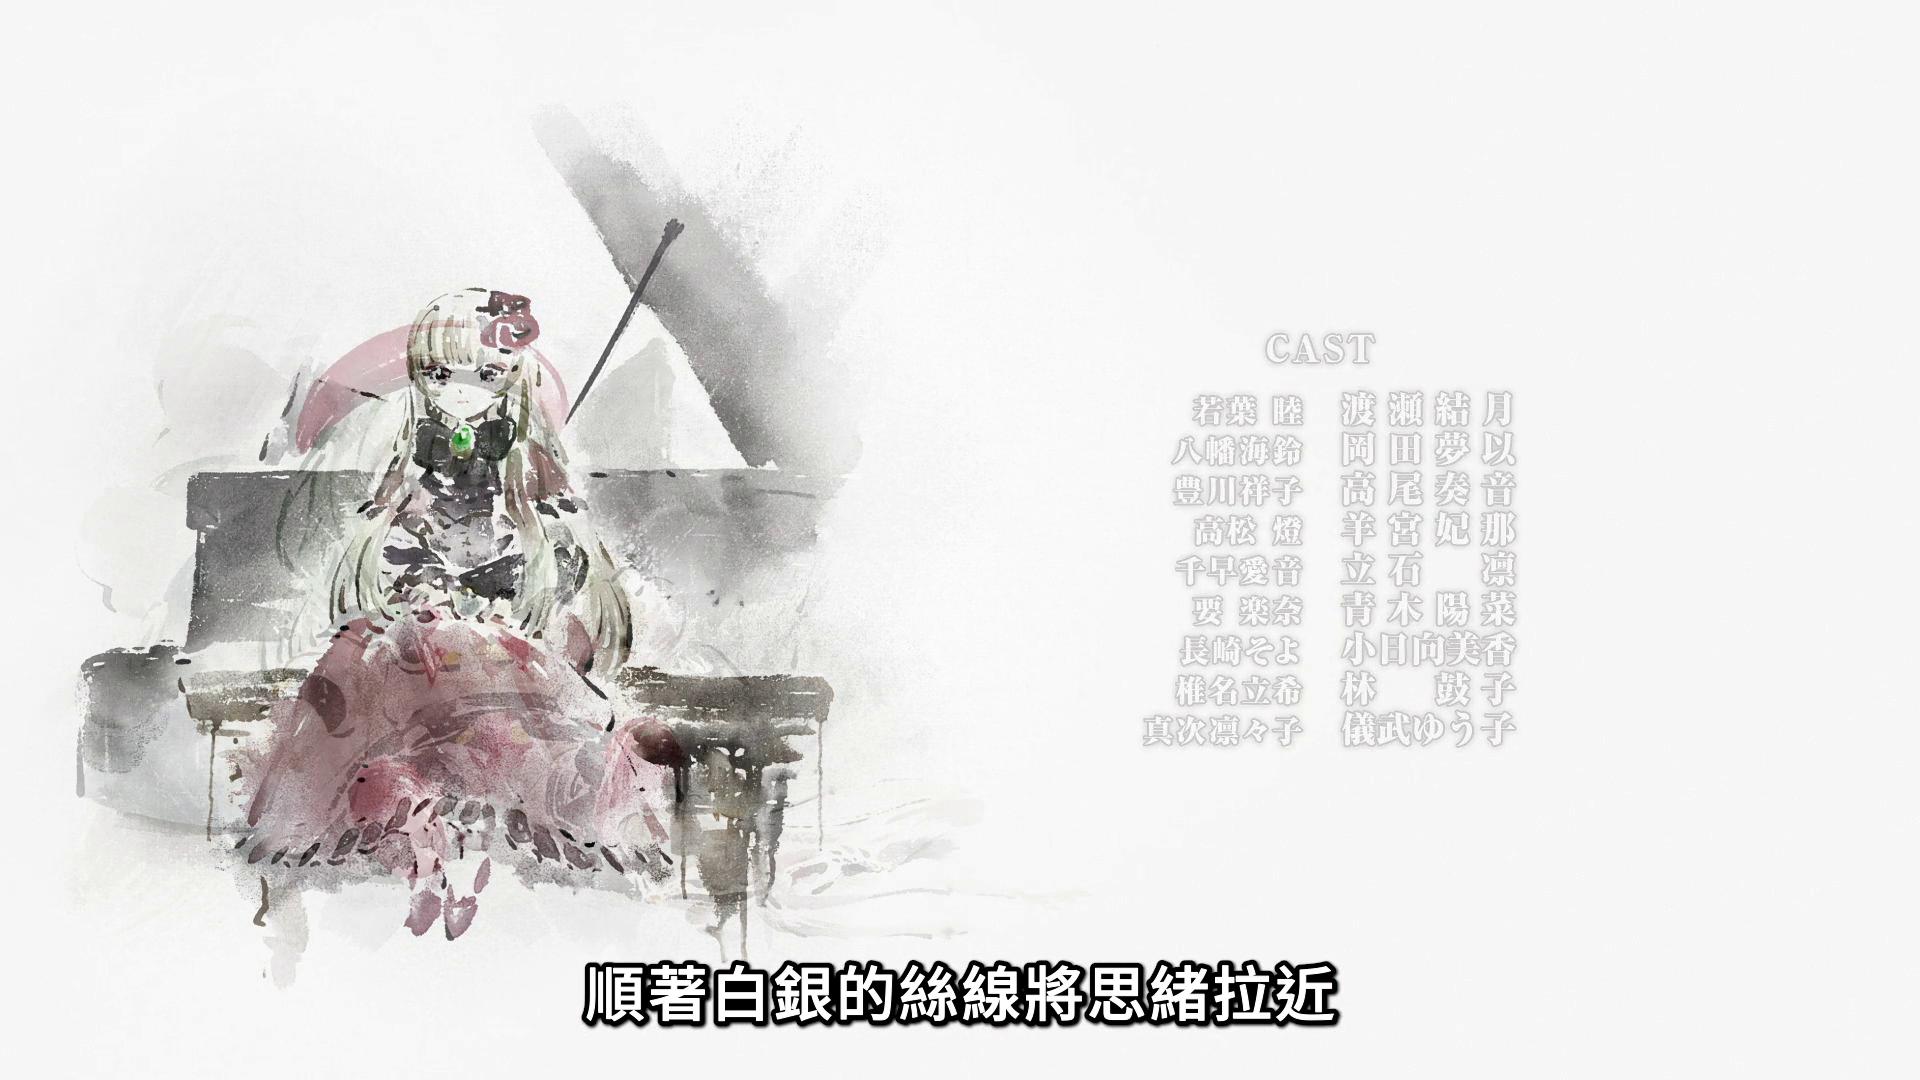 CAST
若葉 睦 渡瀬結月
八幡海鈴 岡田夢以
豊川祥子 高尾奏音
高松 燈 羊宮妃那
千早愛音 立石 凛
要 楽奈 青木陽菜
長崎そよ 小日向美香
椎名立希 林 鼓子
真次凛々子 儀武ゆう子
順著白銀的絲線將思緒拉近